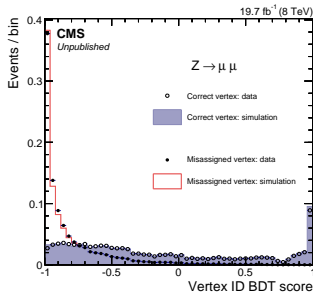 19.7 fb⁻¹ (8 TeV)
Events / bin
0.4
0.3
0.2
0.1
0
CMS
Unpublished
Z → μ μ
Correct vertex: data
Correct vertex: simulation
Misassigned vertex: data
Misassigned vertex: simulation
-1 -0.5 0 0.5 1
Vertex ID BDT score